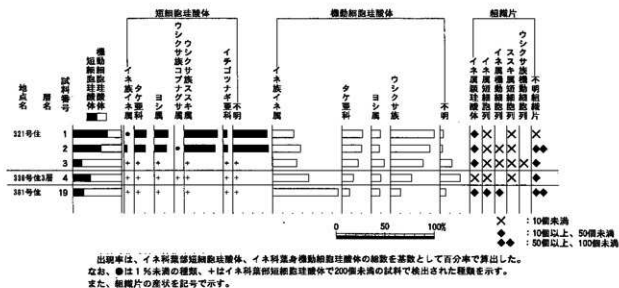 短細胞珪酸体
機動細胞珪酸体
組織片
地点名
層名
試料番号
短細胞珪酸体
機動細胞珪酸体
イネ族イネ属
タケ亜科
ヨシ属
ウシクサ族コブナグサ属
ウシクサ族ススキ属
イチゴツナギ亜科
不明
イネ族イネ属
タケ亜科
ヨシ属
ウシクサ族
不明
イネ属穎珪酸体
イネ属短細胞列
イネ属機動細胞列
ススキ属短細胞列
ウシクサ族機動細胞列
不明組織片
321号住 1
2
3
4
381号住 19
0 50 100%
× :10個未満
◆ :10個以上、50個未満
◆◆ :50個以上、100個未満
出現率は、イネ科葉部短細胞珪酸体、イネ科葉身機動細胞珪酸体の総数を基数として百分率で算出した。
なお、●は1%未満の種類、+はイネ科葉部短細胞珪酸体で200個未満の試料で検出された種類を示す。
また、組織片の産状を記号で示す。